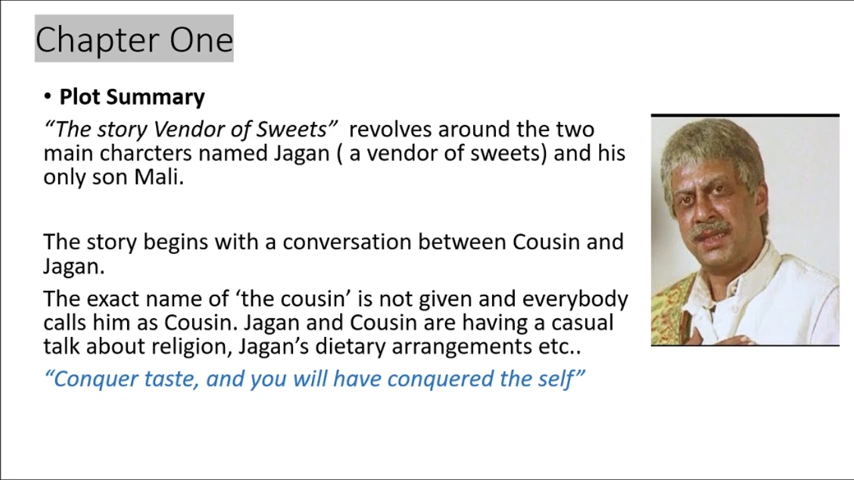 Chapter One
• Plot Summary
“The story Vendor of Sweets” revolves around the two
main charcters named Jagan ( a vendor of sweets) and his
only son Mali.
The story begins with a conversation between Cousin and
Jagan.
The exact name of ‘the cousin’ is not given and everybody
calls him as Cousin. Jagan and Cousin are having a casual
talk about religion, Jagan’s dietary arrangements etc..
“Conquer taste, and you will have conquered the self”